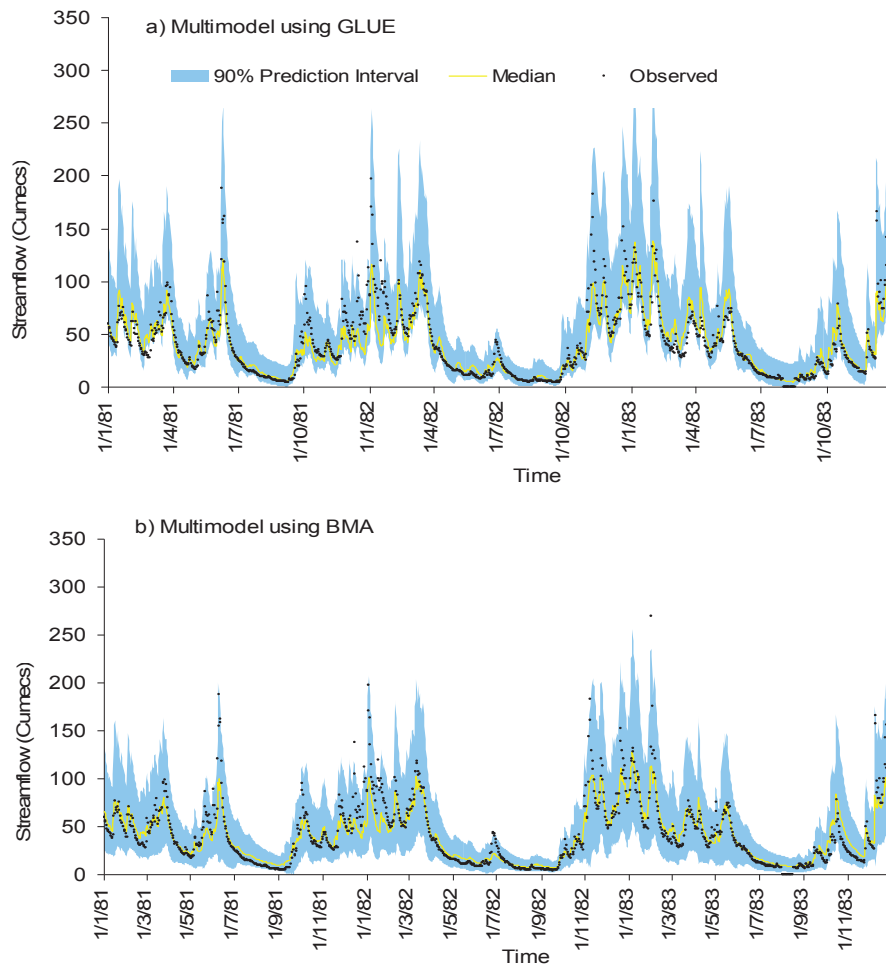 350
a) Multimodel using GLUE
300
90% Prediction Interval Median Observed
250
200
150
100
50
0
Streamflow (Cumecs)
1/1/81 1/4/81 1/7/81 1/10/81 1/1/82 1/4/82 1/7/82 1/10/82 1/1/83 1/4/83 1/7/83 1/10/83
Time
350
b) Multimodel using BMA
300
250
200
150
100
50
0
Streamflow (Cumecs)
1/1/81 1/3/81 1/5/81 1/7/81 1/9/81 1/11/81 1/1/82 1/3/82 1/5/82 1/7/82 1/9/82 1/11/82 1/1/83 1/3/83 1/5/83 1/7/83 1/9/83 1/11/83
Time